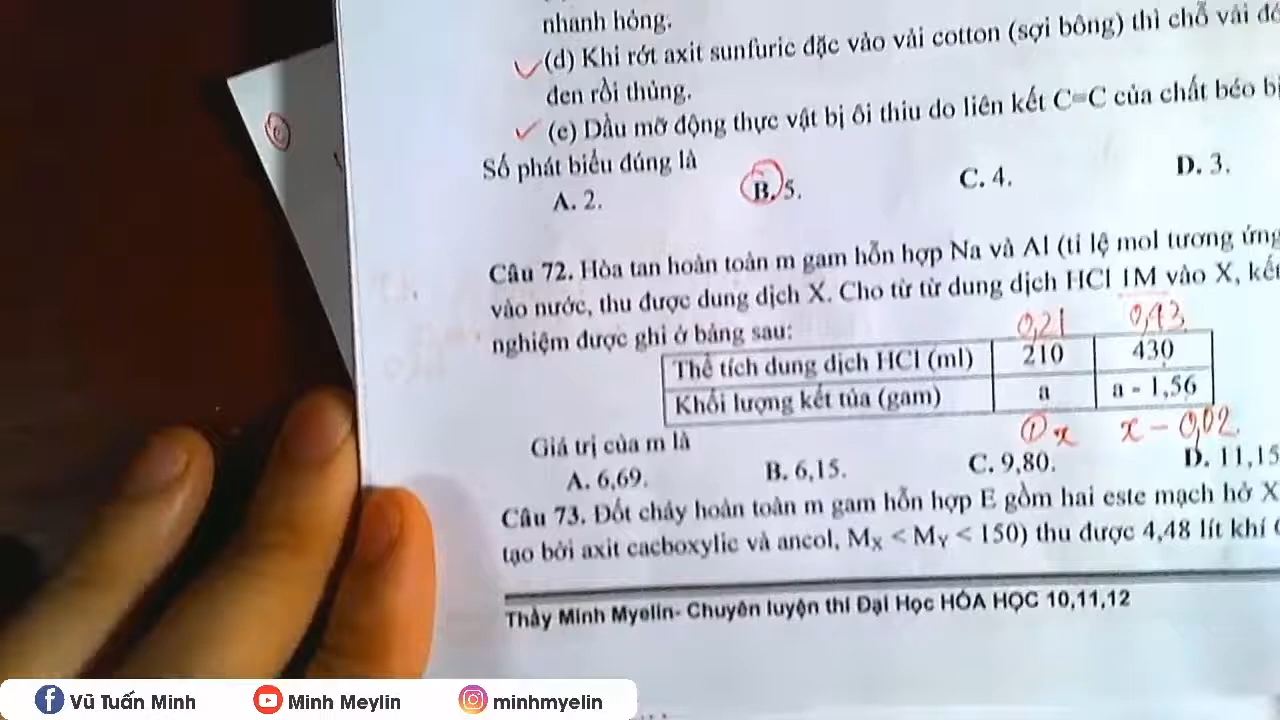 nhanh hỏng.
(d) Khi rớt axit sunfuric đặc vào vải cotton (sợi bông) thì chỗ vải
đen rồi thủng.
(e) Dầu mỡ động thực vật bị ôi thiu do liên kết C=C của chất béo
Số phát biểu đúng là
A. 2. B. 5. C. 4. D. 3.
Câu 72. Hòa tan hoàn toàn m gam hỗn hợp Na và Al (tỉ lệ mol tương ứng
vào nước, thu được dung dịch X. Cho từ từ dung dịch HCl 1M vào X, kết
nghiệm được ghi ở bảng sau:
0,21 0,43
Thể tích dung dịch HCl (ml) 210 430
Khối lượng kết tủa (gam) a a - 1,56
① x x - 0,02
Giá trị của m là
A. 6,69. B. 6,15. C. 9,80. D. 11,15
Câu 73. Đốt cháy hoàn toàn m gam hỗn hợp E gồm hai este mạch hở X
tạo bởi axit cacboxylic và ancol, Mx < My < 150) thu được 4,48 lít khí
Thầy Minh Myelin- Chuyên luyện thi Đại Học HÓA HỌC 10,11,12
Vũ Tuấn Minh Minh Meylin minhmyelin